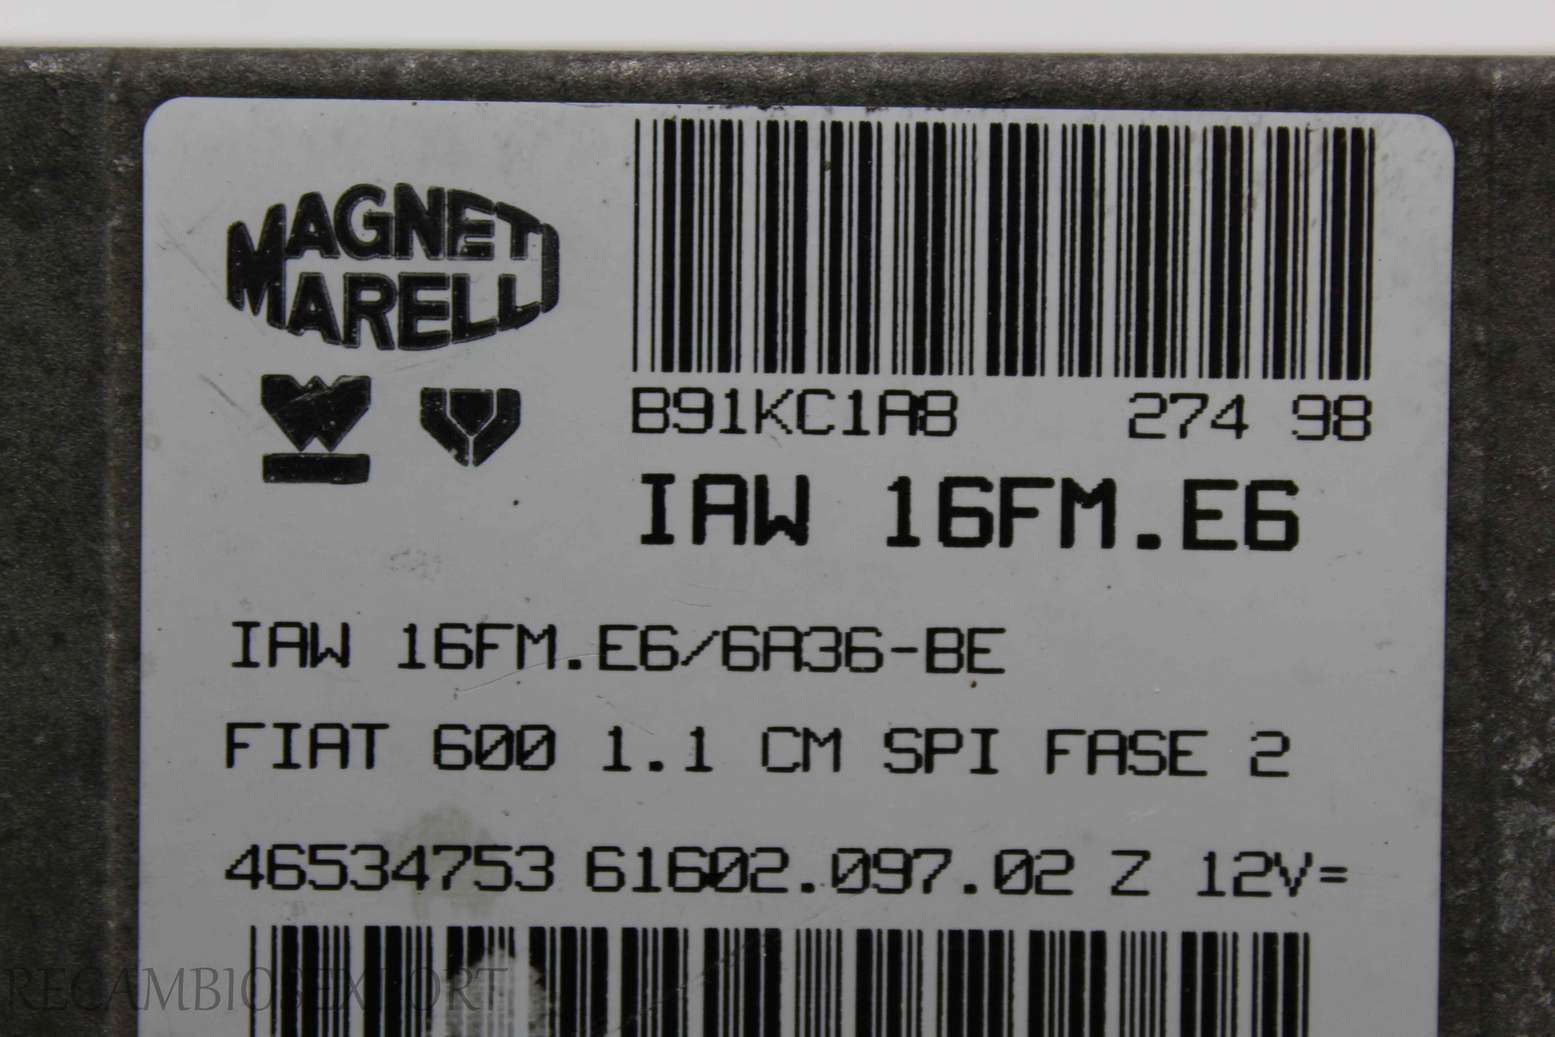 MAGNETI
MARELLI
B91KC1A8 274 98
IAW 16FM.E6
IAW 16FM.E6/6A36-BE
FIAT 600 1.1 CM SPI FASE 2
46534753 61602.097.02 Z 12V=
RECAMBIOSEXPORT